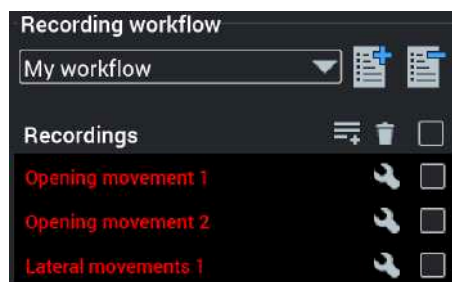 Recording workflow
My workflow
Recordings
Opening movement 1
Opening movement 2
Lateral movements 1